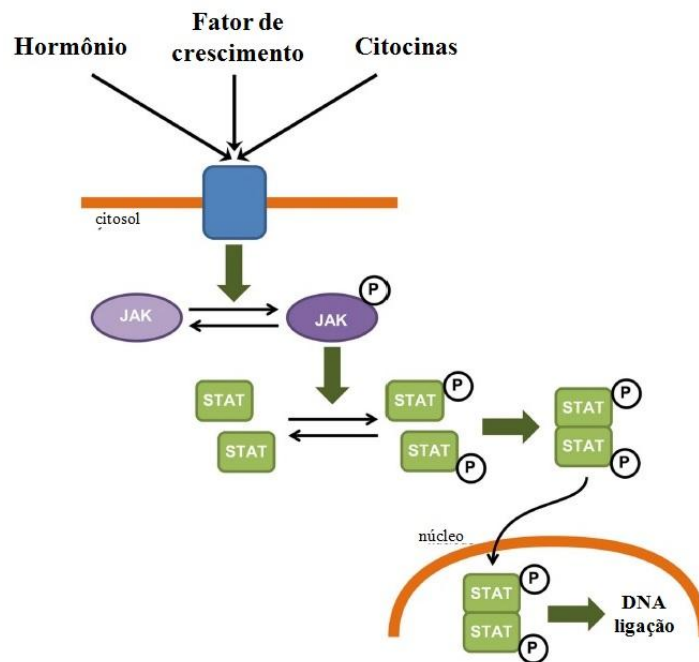 Hormônio
Fator de
crescimento
Citocinas
citosol
JAK
JAK
P
STAT
STAT
STAT
P
STAT
P
STAT
P
STAT
P
núcleo
STAT
P
STAT
P
DNA
ligação